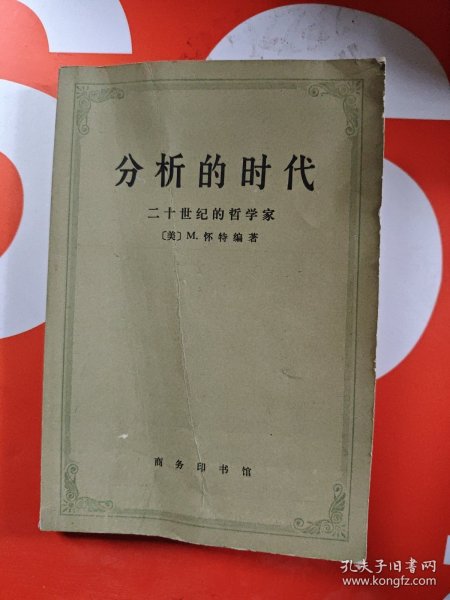 分析的时代
二十世纪的哲学家
〔美〕M. 怀特编著
商务印书馆
孔夫子旧书网
www.kongfz.com